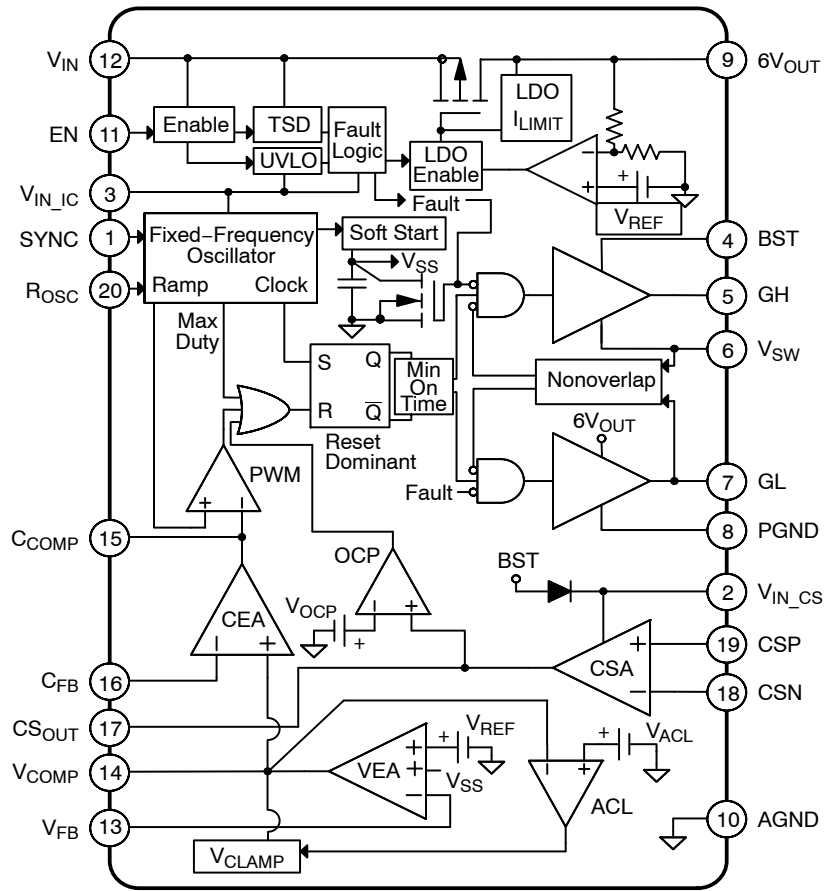 V_IN 12
9 6V_OUT
LDO
I_LIMIT
EN 11
Enable
TSD
Fault
Logic
UVLO
LDO
Enable
−
+
+
V_REF
V_IN_IC 3
Fault
SYNC 1
Fixed−Frequency
Oscillator
Ramp Clock
Soft Start
V_SS
4 BST
R_OSC 20
5 GH
Max
Duty
6 V_SW
S Q
R Q̅
Min
On
Time
Reset
Dominant
Nonoverlap
6V_OUT
PWM
+ −
Fault
7 GL
8 PGND
C_COMP 15
OCP
− +
BST
2 V_IN_CS
V_OCP
+
CEA
− +
CSA
+
−
19 CSP
18 CSN
C_FB 16
CS_OUT 17
V_REF
+
V_ACL
+
V_COMP 14
VEA
+
+
−
V_SS
− +
ACL
V_FB 13
10 AGND
V_CLAMP